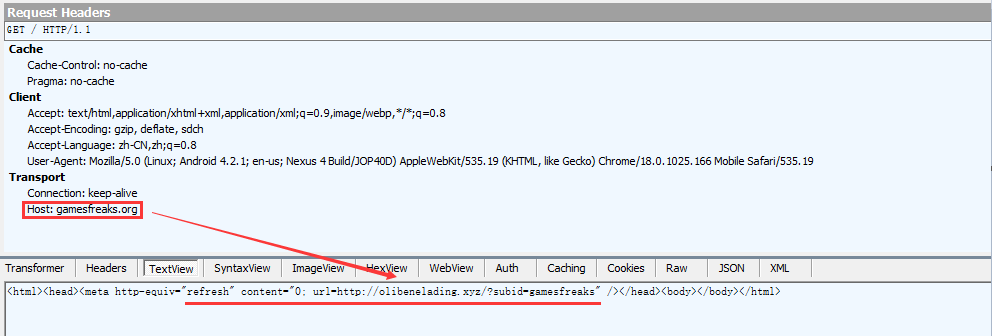 Request Headers
GET / HTTP/1.1
Cache
Cache-Control: no-cache
Pragma: no-cache
Client
Accept: text/html,application/xhtml+xml,application/xml;q=0.9,image/webp,*/*;q=0.8
Accept-Encoding: gzip, deflate, sdch
Accept-Language: zh-CN,zh;q=0.8
User-Agent: Mozilla/5.0 (Linux; Android 4.2.1; en-us; Nexus 4 Build/JOP40D) AppleWebKit/535.19 (KHTML, like Gecko) Chrome/18.0.1025.166 Mobile Safari/535.19
Transport
Connection: keep-alive
Host: gamesfreaks.org
Transformer Headers TextView SyntaxView ImageView HexView WebView Auth Caching Cookies Raw JSON XML
<html><head><meta http-equiv="refresh" content="0; url=http://olibenelading.xyz/?subid=gamesfreaks" /></head><body></body></html>